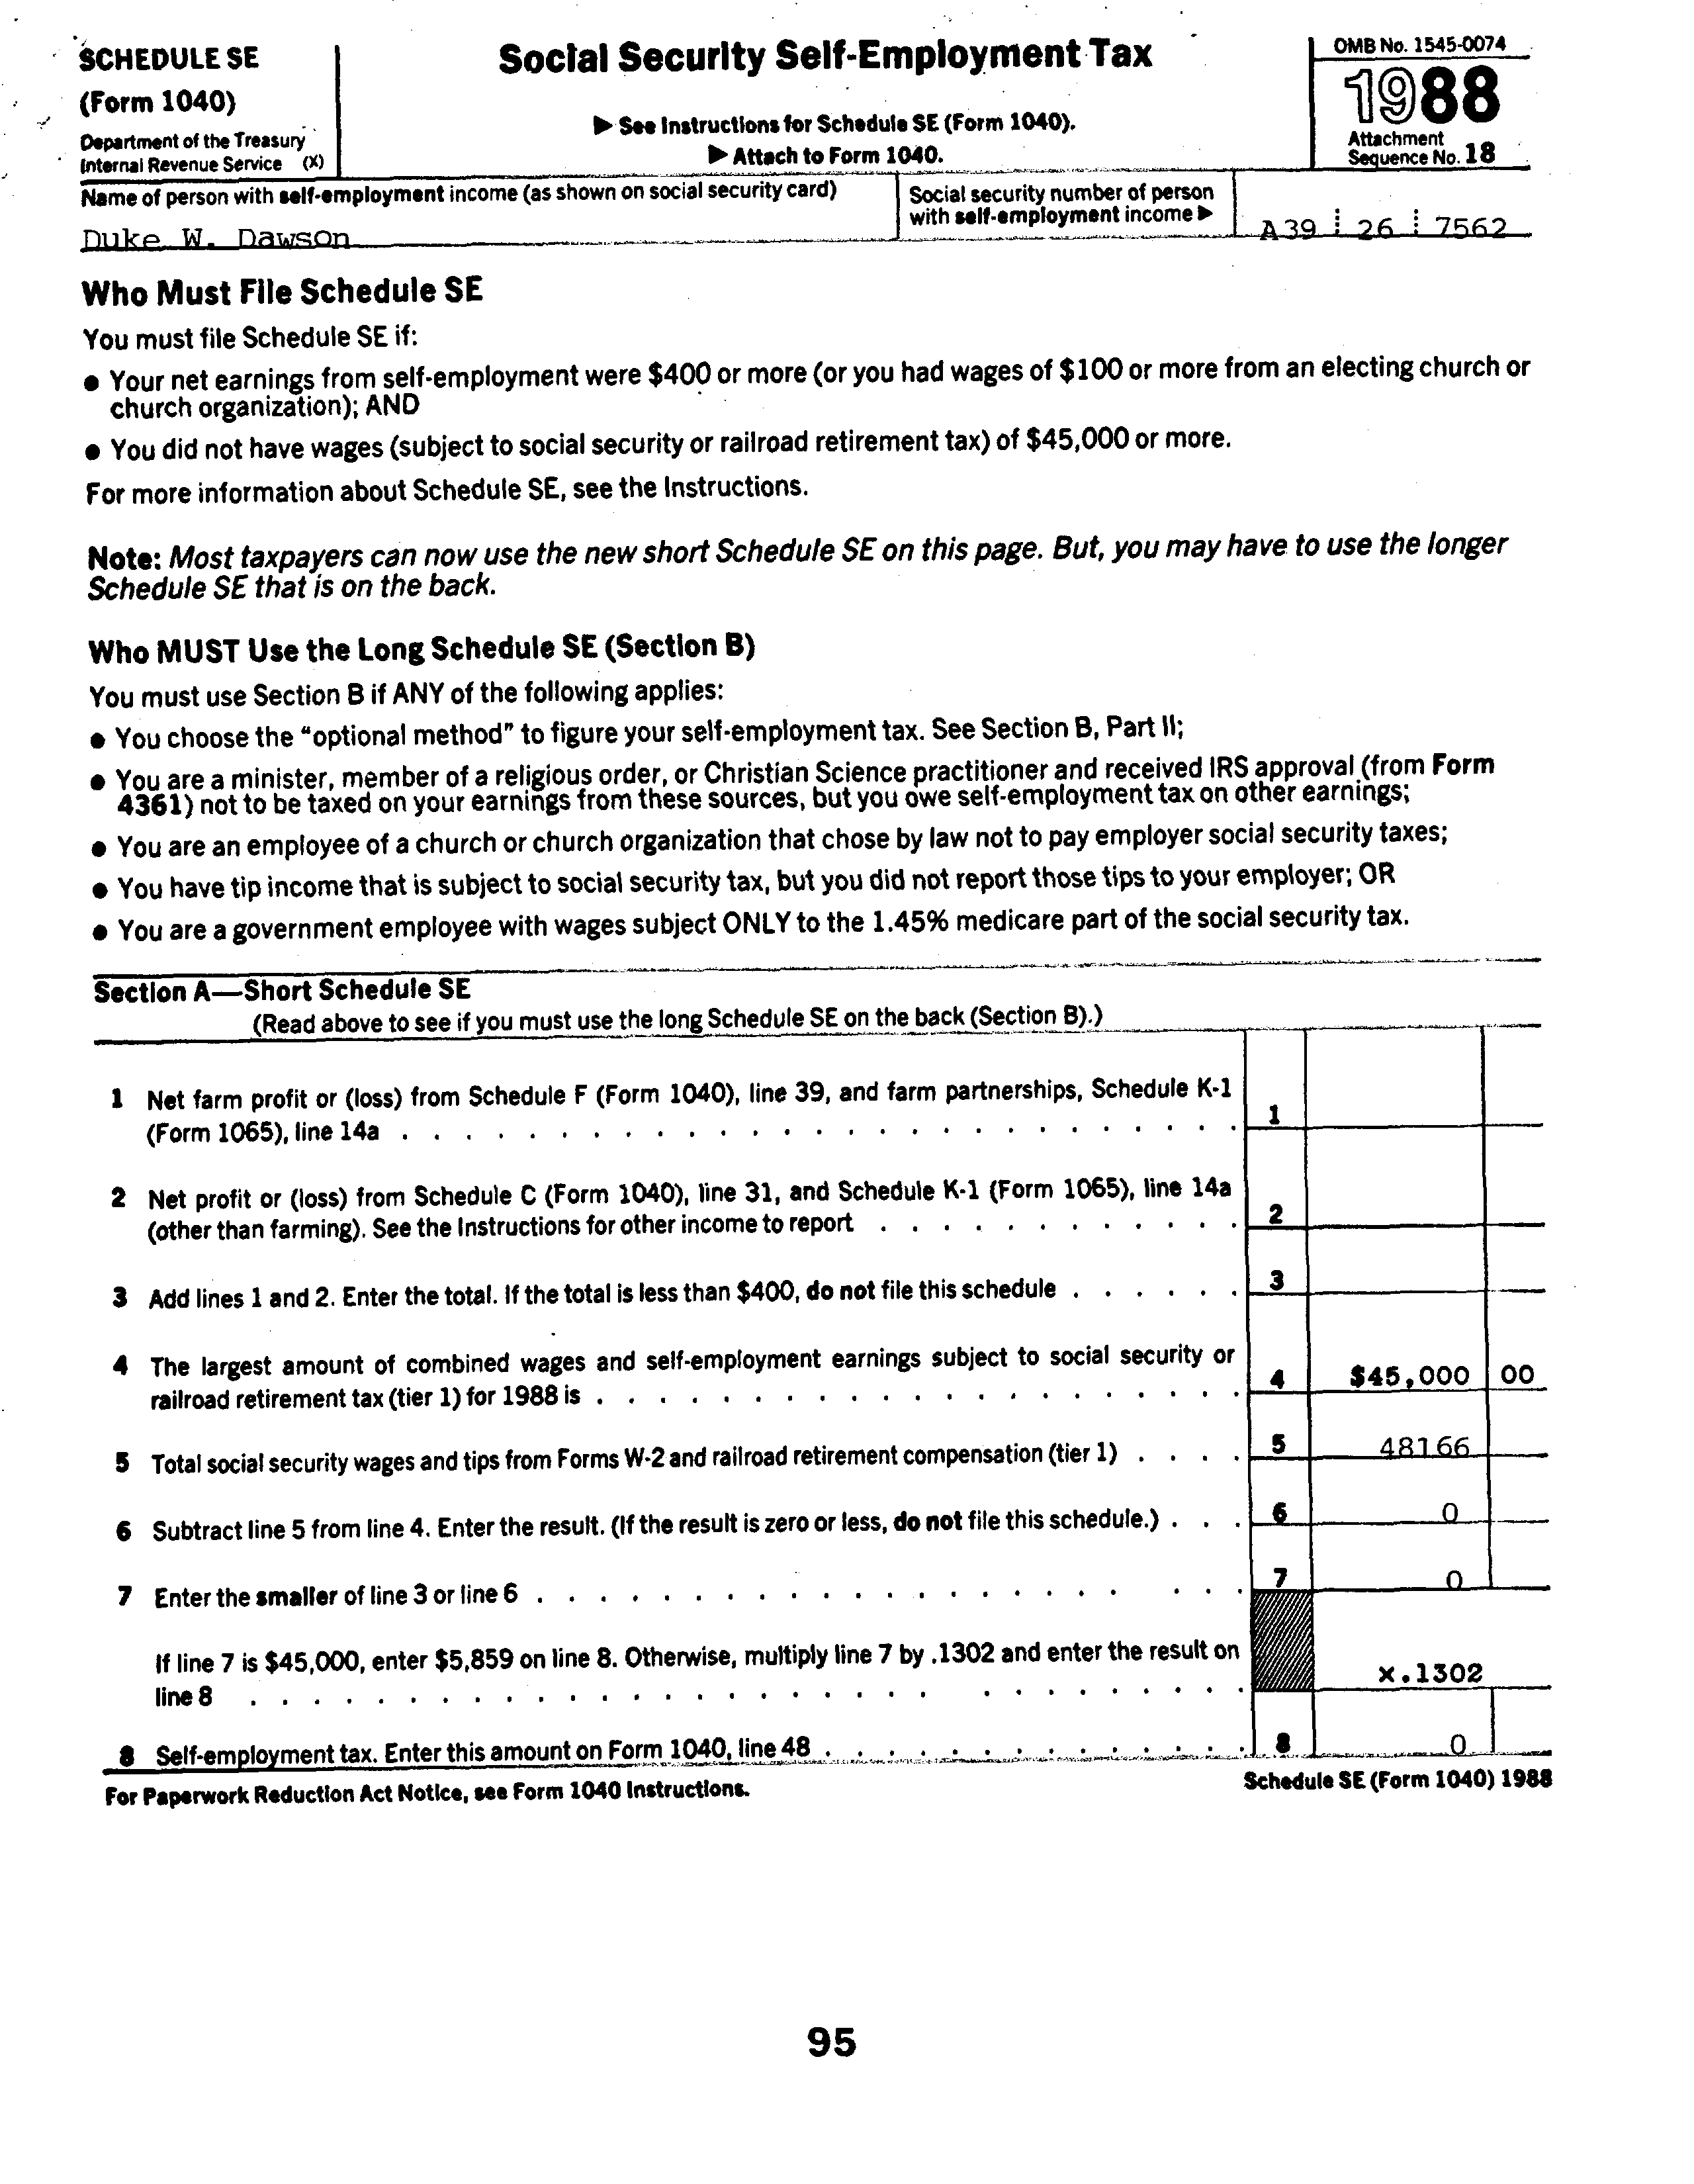 SCHEDULE SE
(Form 1040)
Department of the Treasury
Internal Revenue Service (X)
Social Security Self-Employment Tax
▶ See Instructions for Schedule SE (Form 1040).
▶ Attach to Form 1040.
OMB No. 1545-0074
1988
Attachment
Sequence No. 18
Name of person with self-employment income (as shown on social security card)
Duke W. Dawson
Social security number of person
with self-employment income ▶
A39 26 7562
Who Must File Schedule SE
You must file Schedule SE if:
● Your net earnings from self-employment were $400 or more (or you had wages of $100 or more from an electing church or
church organization); AND
● You did not have wages (subject to social security or railroad retirement tax) of $45,000 or more.
For more information about Schedule SE, see the Instructions.
Note: Most taxpayers can now use the new short Schedule SE on this page. But, you may have to use the longer
Schedule SE that is on the back.
Who MUST Use the Long Schedule SE (Section B)
You must use Section B if ANY of the following applies:
● You choose the "optional method" to figure your self-employment tax. See Section B, Part II;
● You are a minister, member of a religious order, or Christian Science practitioner and received IRS approval (from Form
4361) not to be taxed on your earnings from these sources, but you owe self-employment tax on other earnings;
● You are an employee of a church or church organization that chose by law not to pay employer social security taxes;
● You have tip income that is subject to social security tax, but you did not report those tips to your employer; OR
● You are a government employee with wages subject ONLY to the 1.45% medicare part of the social security tax.
Section A—Short Schedule SE
(Read above to see if you must use the long Schedule SE on the back (Section B).)
1 Net farm profit or (loss) from Schedule F (Form 1040), line 39, and farm partnerships, Schedule K-1
(Form 1065), line 14a . . . . . . . . . . . . . . . . . . . . . . . . . . . 1
2 Net profit or (loss) from Schedule C (Form 1040), line 31, and Schedule K-1 (Form 1065), line 14a
(other than farming). See the Instructions for other income to report . . . . . . . . . . . . 2
3 Add lines 1 and 2. Enter the total. If the total is less than $400, do not file this schedule . . . . . . 3
4 The largest amount of combined wages and self-employment earnings subject to social security or
railroad retirement tax (tier 1) for 1988 is . . . . . . . . . . . . . . . . . . . . . 4 $45,000 00
5 Total social security wages and tips from Forms W-2 and railroad retirement compensation (tier 1) . . . . 5 48166
6 Subtract line 5 from line 4. Enter the result. (If the result is zero or less, do not file this schedule.) . . . 6 0
7 Enter the smaller of line 3 or line 6 . . . . . . . . . . . . . . . . . . . . . . 7 0
If line 7 is $45,000, enter $5,859 on line 8. Otherwise, multiply line 7 by .1302 and enter the result on
line 8 . . . . . . . . . . . . . . . . . . . . . . . . . . . . . . . x.1302
8 Self-employment tax. Enter this amount on Form 1040, line 48 . . . . . . . . . . . . . . 8 0
For Paperwork Reduction Act Notice, see Form 1040 Instructions.
Schedule SE (Form 1040) 1988
95